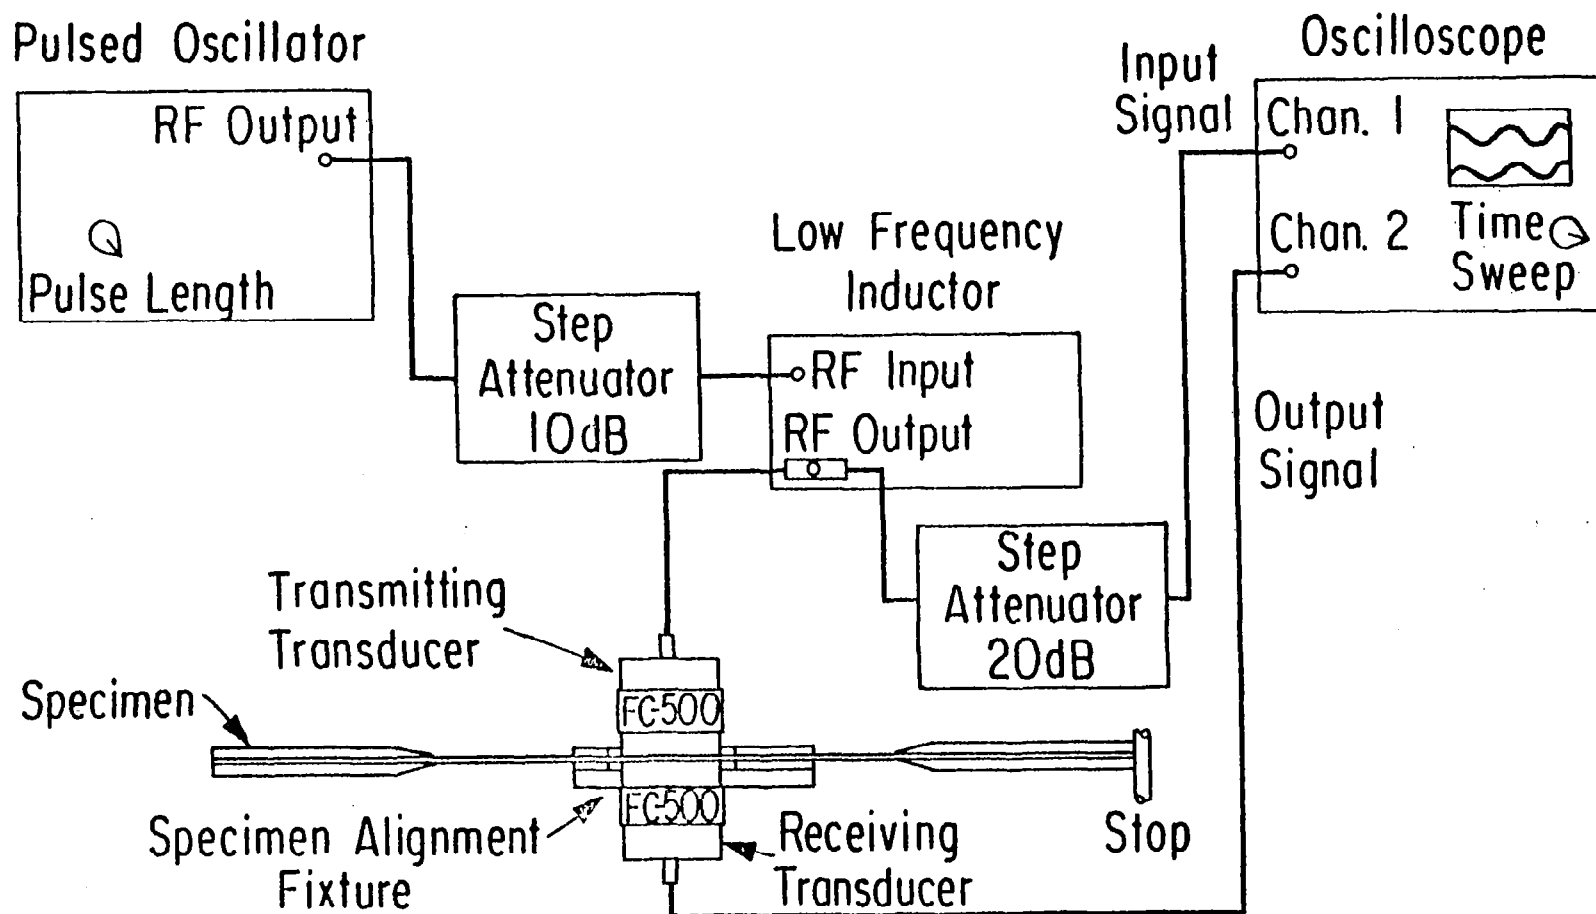 Pulsed Oscillator
RF Output
Pulse Length
Step
Attenuator
10dB
Low Frequency
Inductor
RF Input
RF Output
Input
Signal
Oscilloscope
Chan. 1
Chan. 2
Time
Sweep
Output
Signal
Step
Attenuator
20dB
Transmitting
Transducer
FC-500
Specimen
FC-500
Specimen Alignment
Fixture
Receiving
Transducer
Stop